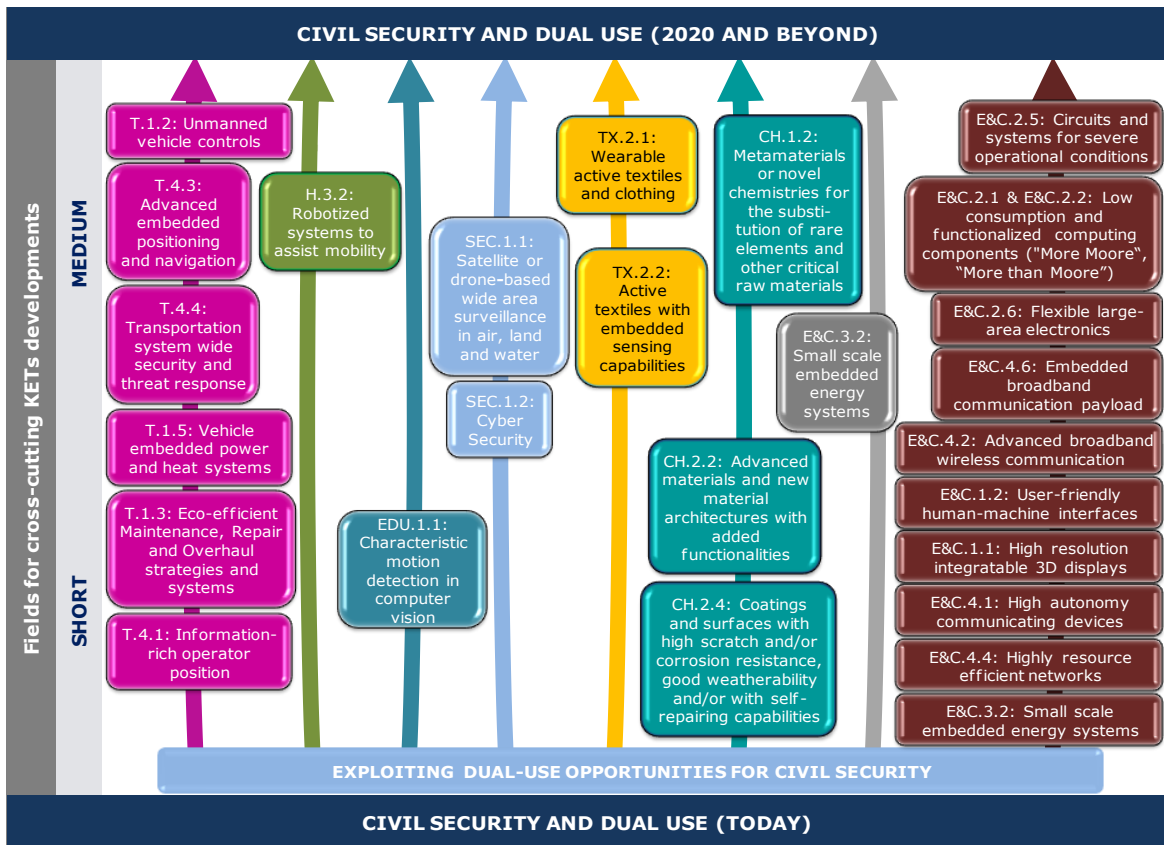 CIVIL SECURITY AND DUAL USE (2020 AND BEYOND)
Fields for cross-cutting KETs developments
MEDIUM
SHORT
T.1.2: Unmanned
vehicle controls
T.4.3:
Advanced
embedded
positioning
and navigation
T.4.4:
Transportation
system wide
security and
threat response
T.1.5: Vehicle
embedded power
and heat systems
T.1.3: Eco-efficient
Maintenance, Repair
and Overhaul
strategies and
systems
T.4.1: Information-
rich operator
position
H.3.2:
Robotized
systems to
assist mobility
EDU.1.1:
Characteristic
motion
detection in
computer
vision
SEC.1.1:
Satellite or
drone-based
wide area
surveillance
in air, land
and water
SEC.1.2:
Cyber
Security
TX.2.1:
Wearable
active textiles
and clothing
TX.2.2:
Active
textiles with
embedded
sensing
capabilities
CH.1.2:
Metamaterials
or novel
chemistries for
the substi-
tution of rare
elements and
other critical
raw materials
CH.2.2: Advanced
materials and new
material
architectures with
added
functionalities
CH.2.4: Coatings
and surfaces with
high scratch and/or
corrosion resistance,
good weatherability
and/or with self-
repairing capabilities
E&C.3.2:
Small scale
embedded
energy
systems
E&C.2.5: Circuits and
systems for severe
operational conditions
E&C.2.1 & E&C.2.2: Low
consumption and
functionalized computing
components ("More Moore“,
“More than Moore”)
E&C.2.6: Flexible large-
area electronics
E&C.4.6: Embedded
broadband
communication payload
E&C.4.2: Advanced broadband
wireless communication
E&C.1.2: User-friendly
human-machine interfaces
E&C.1.1: High resolution
integratable 3D displays
E&C.4.1: High autonomy
communicating devices
E&C.4.4: Highly resource
efficient networks
E&C.3.2: Small scale
embedded energy systems
EXPLOITING DUAL-USE OPPORTUNITIES FOR CIVIL SECURITY
CIVIL SECURITY AND DUAL USE (TODAY)